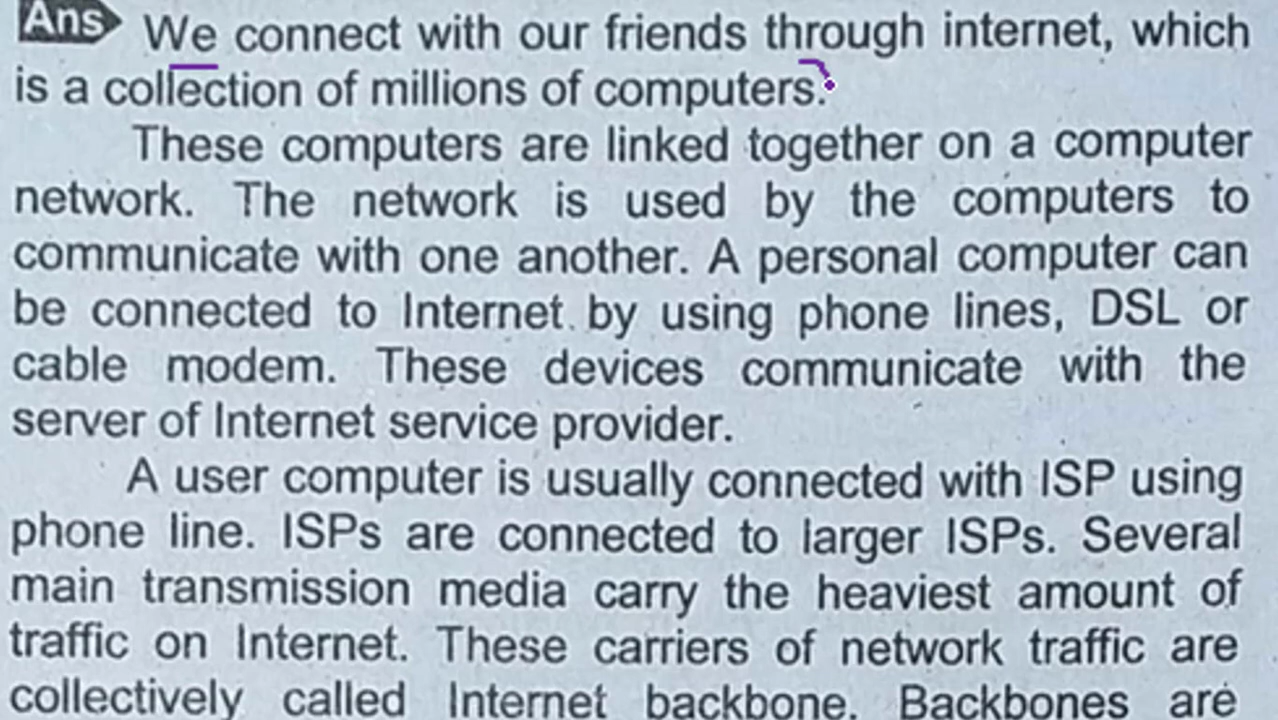 Ans We connect with our friends through internet, which
is a collection of millions of computers.
These computers are linked together on a computer
network. The network is used by the computers to
communicate with one another. A personal computer can
be connected to Internet by using phone lines, DSL or
cable modem. These devices communicate with the
server of Internet service provider.
A user computer is usually connected with ISP using
phone line. ISPs are connected to larger ISPs. Several
main transmission media carry the heaviest amount of
traffic on Internet. These carriers of network traffic are
collectively called Internet backbone. Backbones are